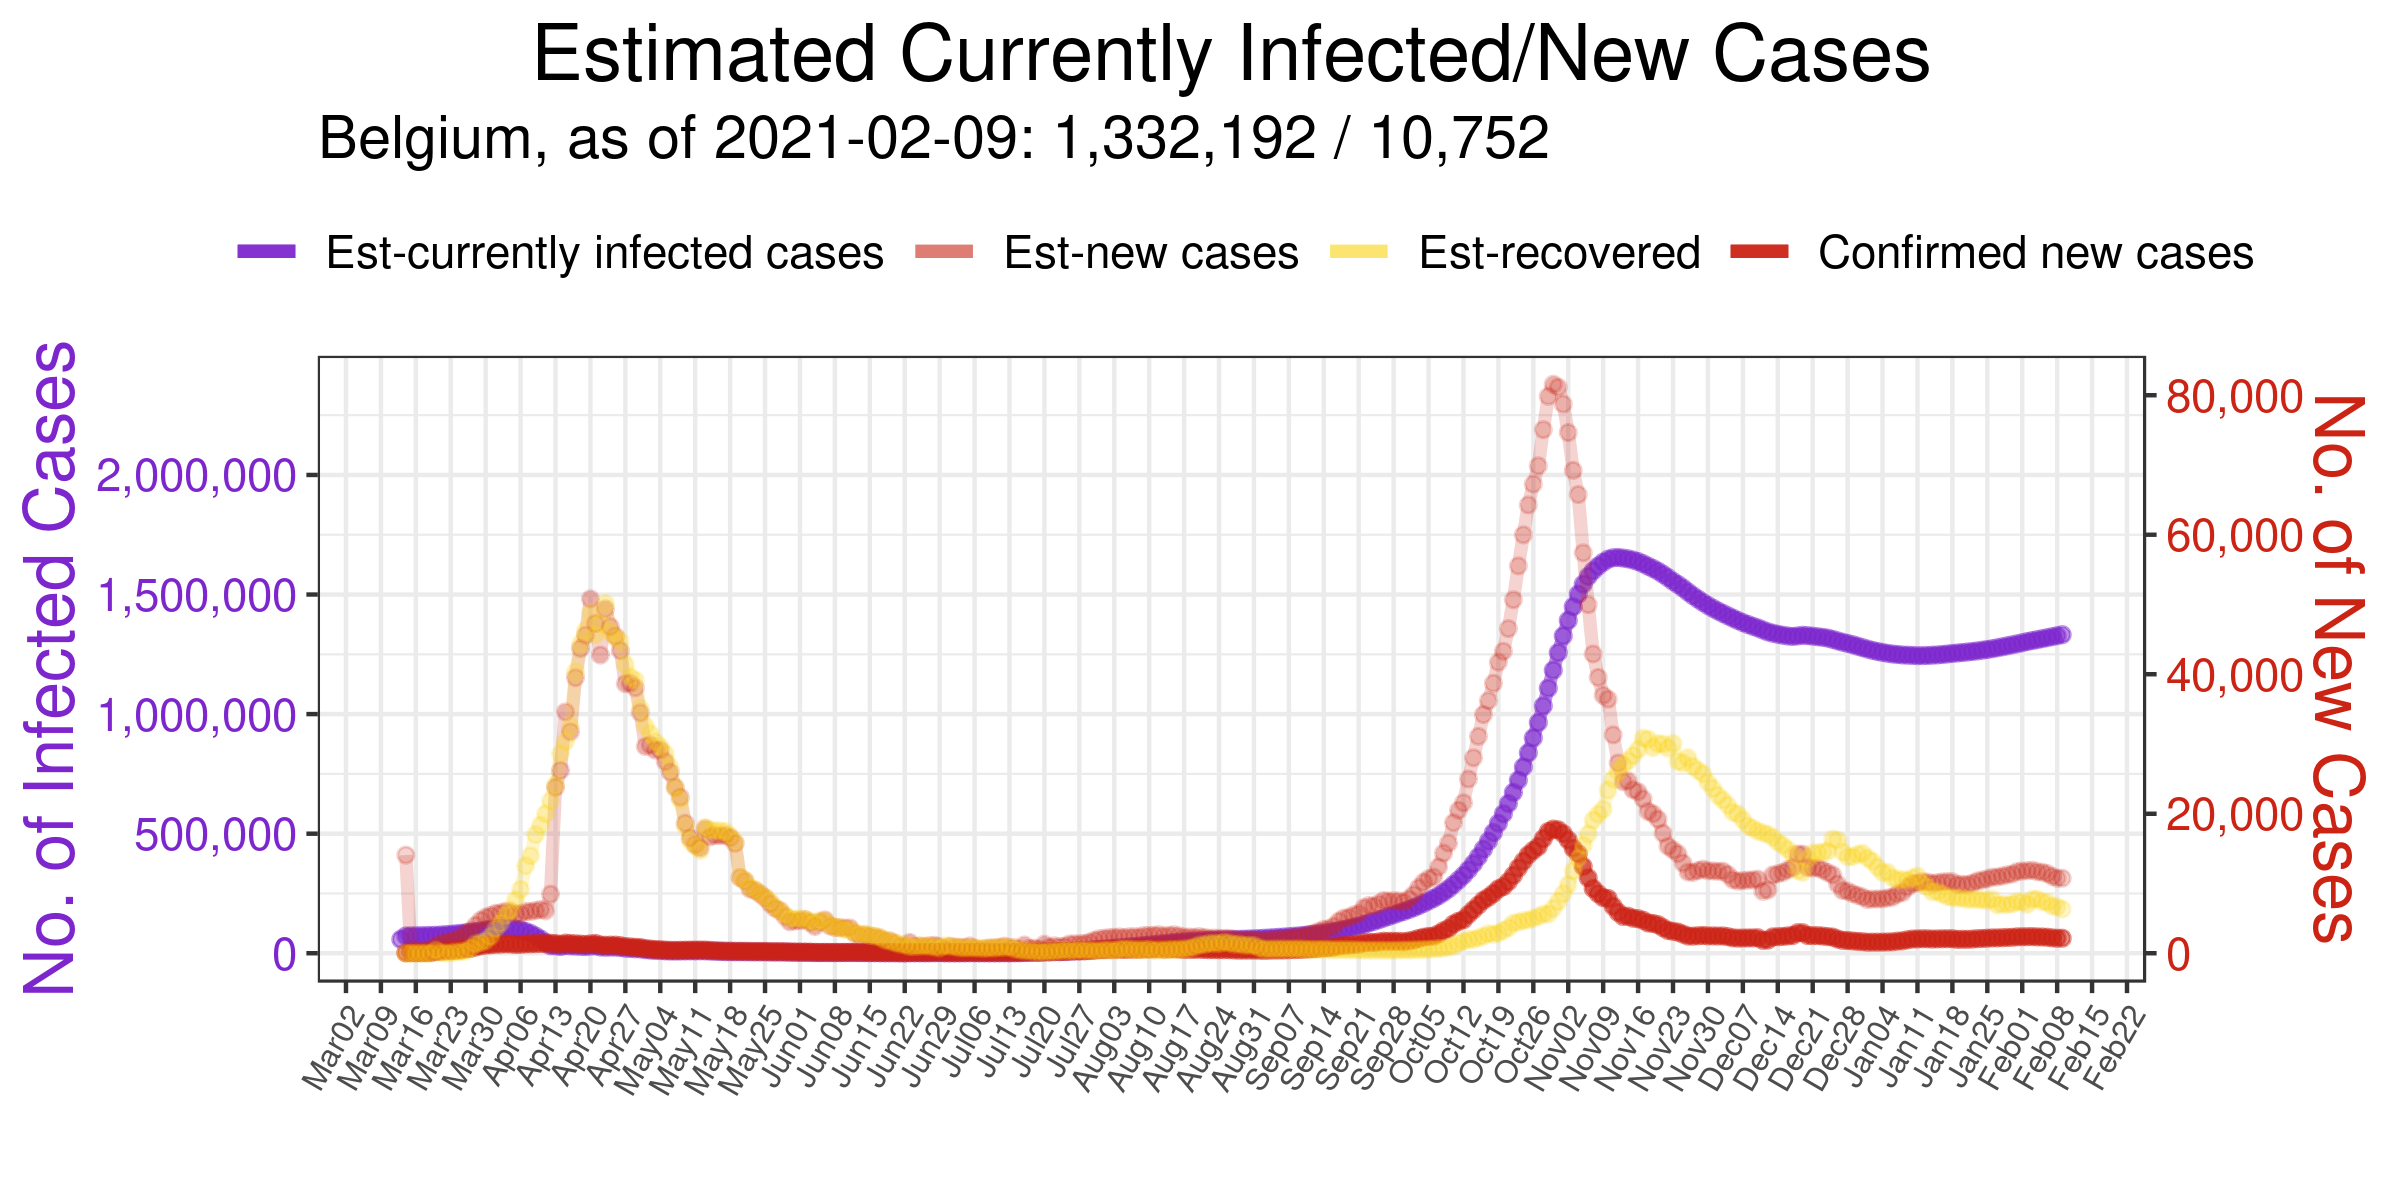 Estimated Currently Infected/New Cases
Belgium, as of 2021-02-09: 1,332,192 / 10,752
Est-currently infected cases Est-new cases Est-recovered Confirmed new cases
No. of Infected Cases
2,000,000
1,500,000
1,000,000
500,000
0
80,000
60,000
40,000
20,000
0
No. of New Cases
Mar02 Mar09 Mar16 Mar23 Mar30 Apr06 Apr13 Apr20 Apr27 May04 May11 May18 May25 Jun01 Jun08 Jun15 Jun22 Jun29 Jul06 Jul13 Jul20 Jul27 Aug03 Aug10 Aug17 Aug24 Aug31 Sep07 Sep14 Sep21 Sep28 Oct05 Oct12 Oct19 Oct26 Nov02 Nov09 Nov16 Nov23 Nov30 Dec07 Dec14 Dec21 Dec28 Jan04 Jan11 Jan18 Jan25 Feb01 Feb08 Feb15 Feb22